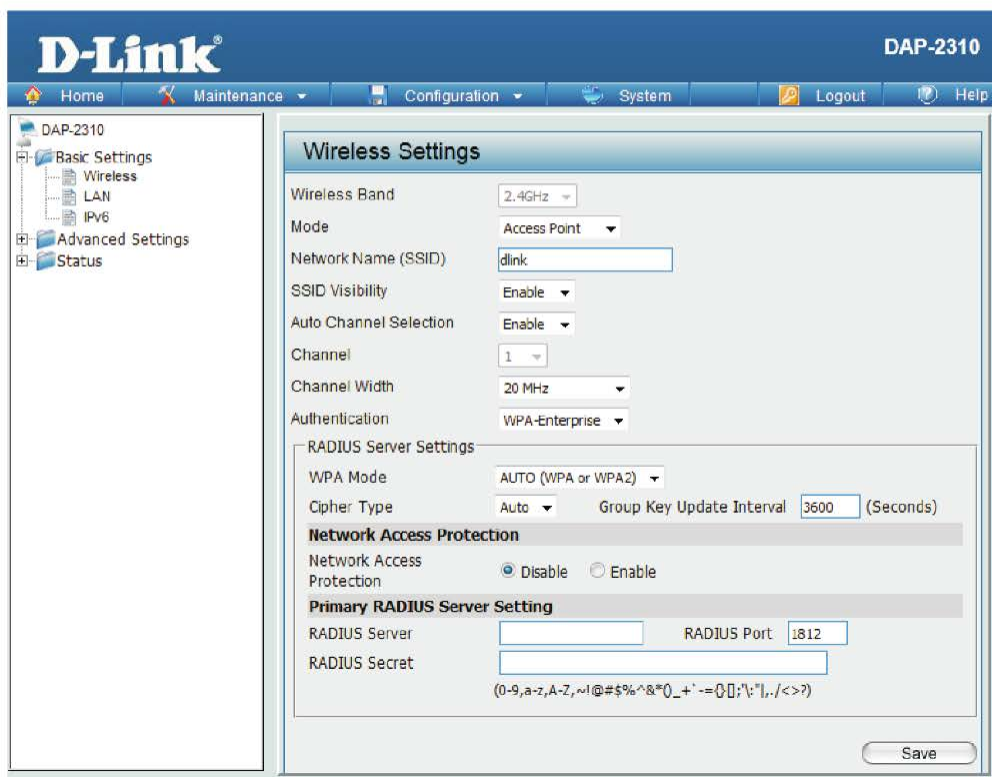 D-Link®
DAP-2310
Home Maintenance Configuration System Logout Help
DAP-2310
Basic Settings
Wireless
LAN
IPv6
Advanced Settings
Status
Wireless Settings
Wireless Band 2.4GHz
Mode Access Point
Network Name (SSID) dlink
SSID Visibility Enable
Auto Channel Selection Enable
Channel 1
Channel Width 20 MHz
Authentication WPA-Enterprise
RADIUS Server Settings
WPA Mode AUTO (WPA or WPA2)
Cipher Type Auto Group Key Update Interval 3600 (Seconds)
Network Access Protection
Network Access
Protection Disable Enable
Primary RADIUS Server Setting
RADIUS Server RADIUS Port 1812
RADIUS Secret
(0-9,a-z,A-Z,~!@#$%^&*()_+`-={}[];'\:"|,./<>?)
Save